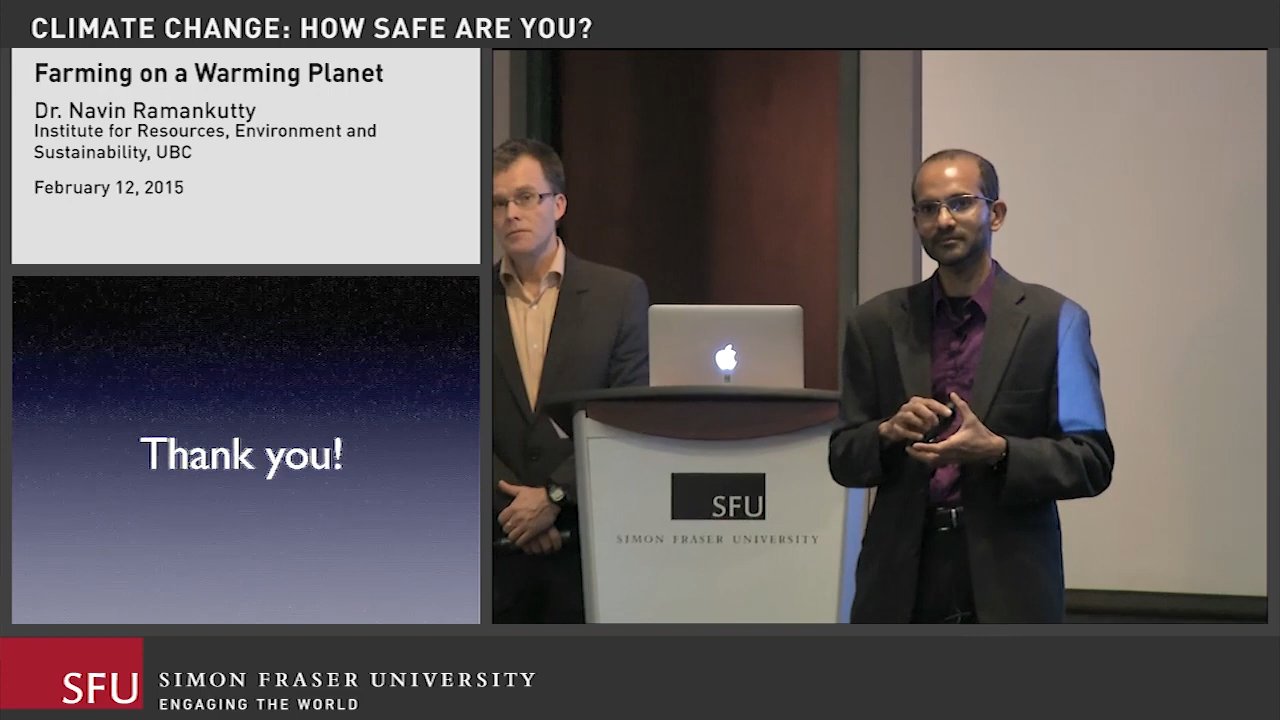 CLIMATE CHANGE: HOW SAFE ARE YOU?
Farming on a Warming Planet
Dr. Navin Ramankutty
Institute for Resources, Environment and
Sustainability, UBC
February 12, 2015
Thank you!
SFU
SIMON FRASER UNIVERSITY
SFU
SIMON FRASER UNIVERSITY
ENGAGING THE WORLD